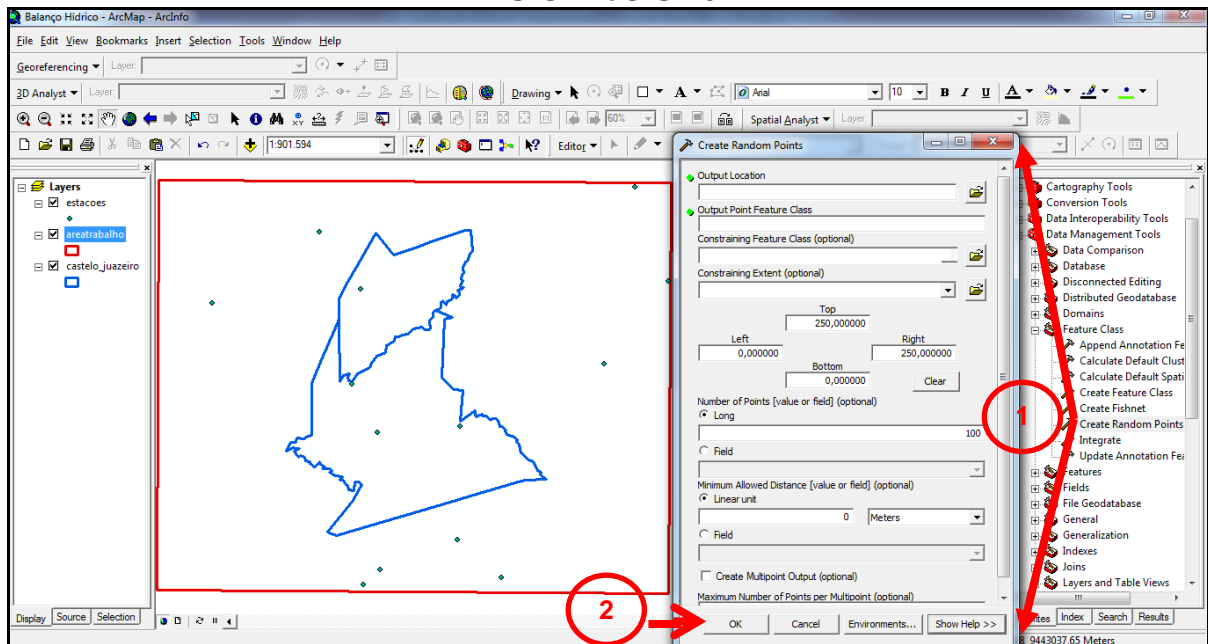 Balanço Hídrico - ArcMap - ArcInfo
File Edit View Bookmarks Insert Selection Tools Window Help
Georeferencing Layer:
3D Analyst Layer: Drawing A Arial 10 B I U A
60% Spatial Analyst Layer:
1:901.594 Editor
Layers
estacoes
areatrabalho
castelo_juazeiro
Display Source Selection
Create Random Points
Output Location
Output Point Feature Class
Constraining Feature Class (optional)
Constraining Extent (optional)
Top
250,000000
Left Right
0,000000 250,000000
Bottom
0,000000 Clear
Number of Points [value or field] (optional)
Long
100
Field
Minimum Allowed Distance [value or field] (optional)
Linear unit
0 Meters
Field
Create Multipoint Output (optional)
Maximum Number of Points per Multipoint (optional)
OK Cancel Environments... Show Help >>
1
2
Cartography Tools
Conversion Tools
Data Interoperability Tools
Data Management Tools
Data Comparison
Database
Disconnected Editing
Distributed Geodatabase
Domains
Feature Class
Append Annotation Fe
Calculate Default Clust
Calculate Default Spati
Create Feature Class
Create Fishnet
Create Random Points
Integrate
Update Annotation Fea
Features
Fields
File Geodatabase
General
Generalization
Indexes
Joins
Layers and Table Views
Index Search Results
9443037.65 Meters